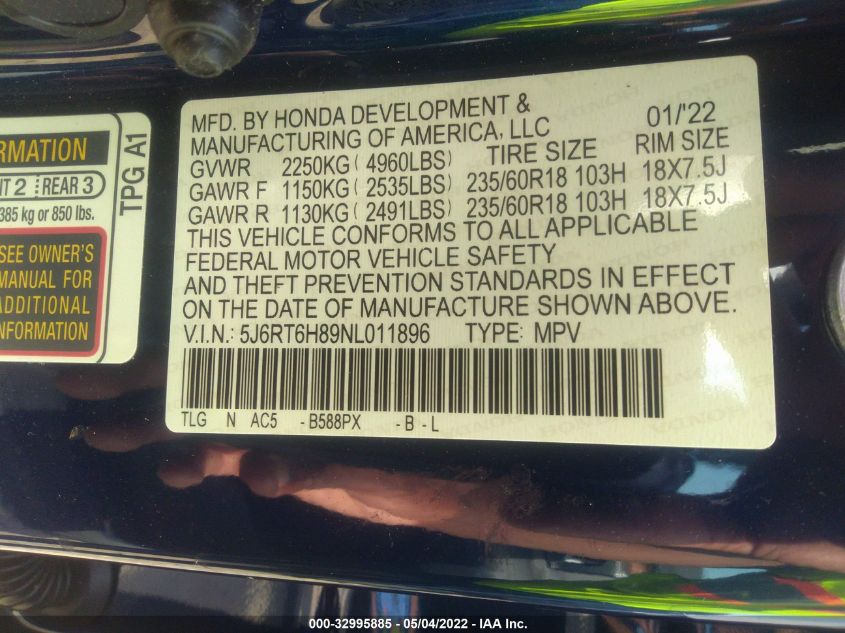 RMATION
NT 2 REAR 3
385 kg or 850 lbs.
SEE OWNER'S
MANUAL FOR
ADDITIONAL
INFORMATION
TPG A1
MFD. BY HONDA DEVELOPMENT &
MANUFACTURING OF AMERICA, LLC 01/'22
GVWR 2250KG ( 4960LBS) TIRE SIZE RIM SIZE
GAWR F 1150KG ( 2535LBS) 235/60R18 103H 18X7.5J
GAWR R 1130KG ( 2491LBS) 235/60R18 103H 18X7.5J
THIS VEHICLE CONFORMS TO ALL APPLICABLE
FEDERAL MOTOR VEHICLE SAFETY
AND THEFT PREVENTION STANDARDS IN EFFECT
ON THE DATE OF MANUFACTURE SHOWN ABOVE.
V.I.N.: 5J6RT6H89NL011896 TYPE: MPV
TLG N AC5 -B588PX -B -L
000-32995885 - 05/04/2022 - IAA Inc.